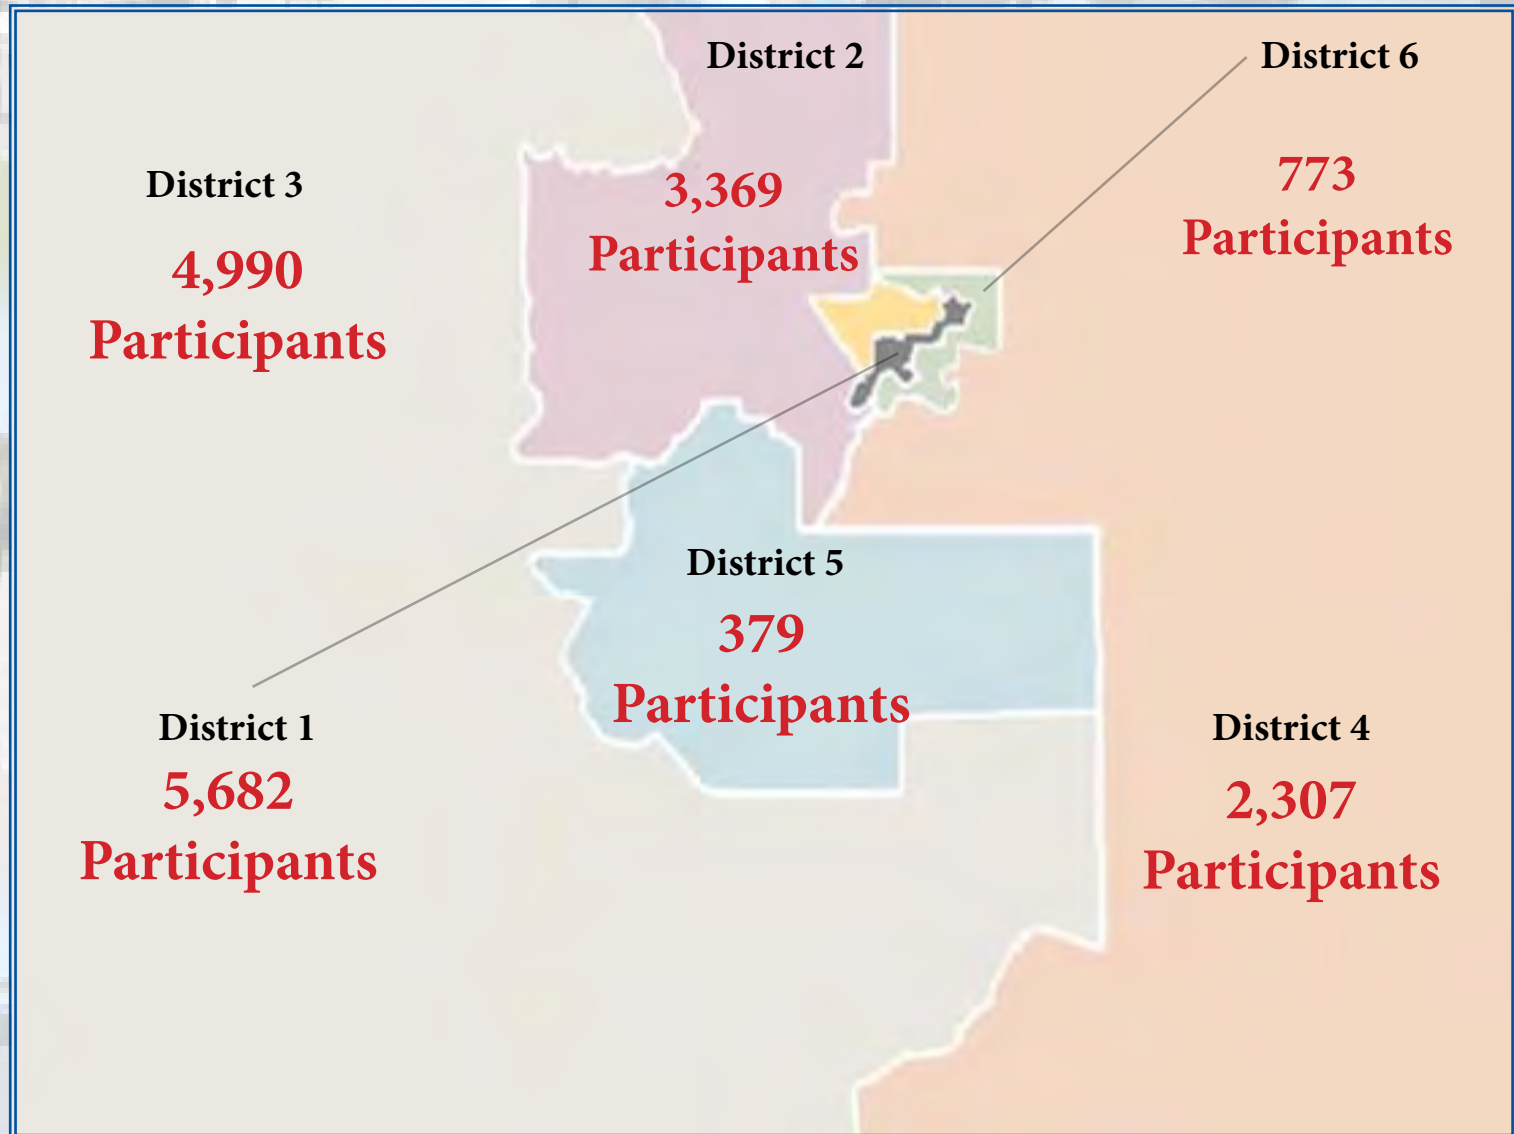 District 2
3,369
Participants
District 6
773
Participants
District 3
4,990
Participants
District 5
379
Participants
District 1
5,682
Participants
District 4
2,307
Participants